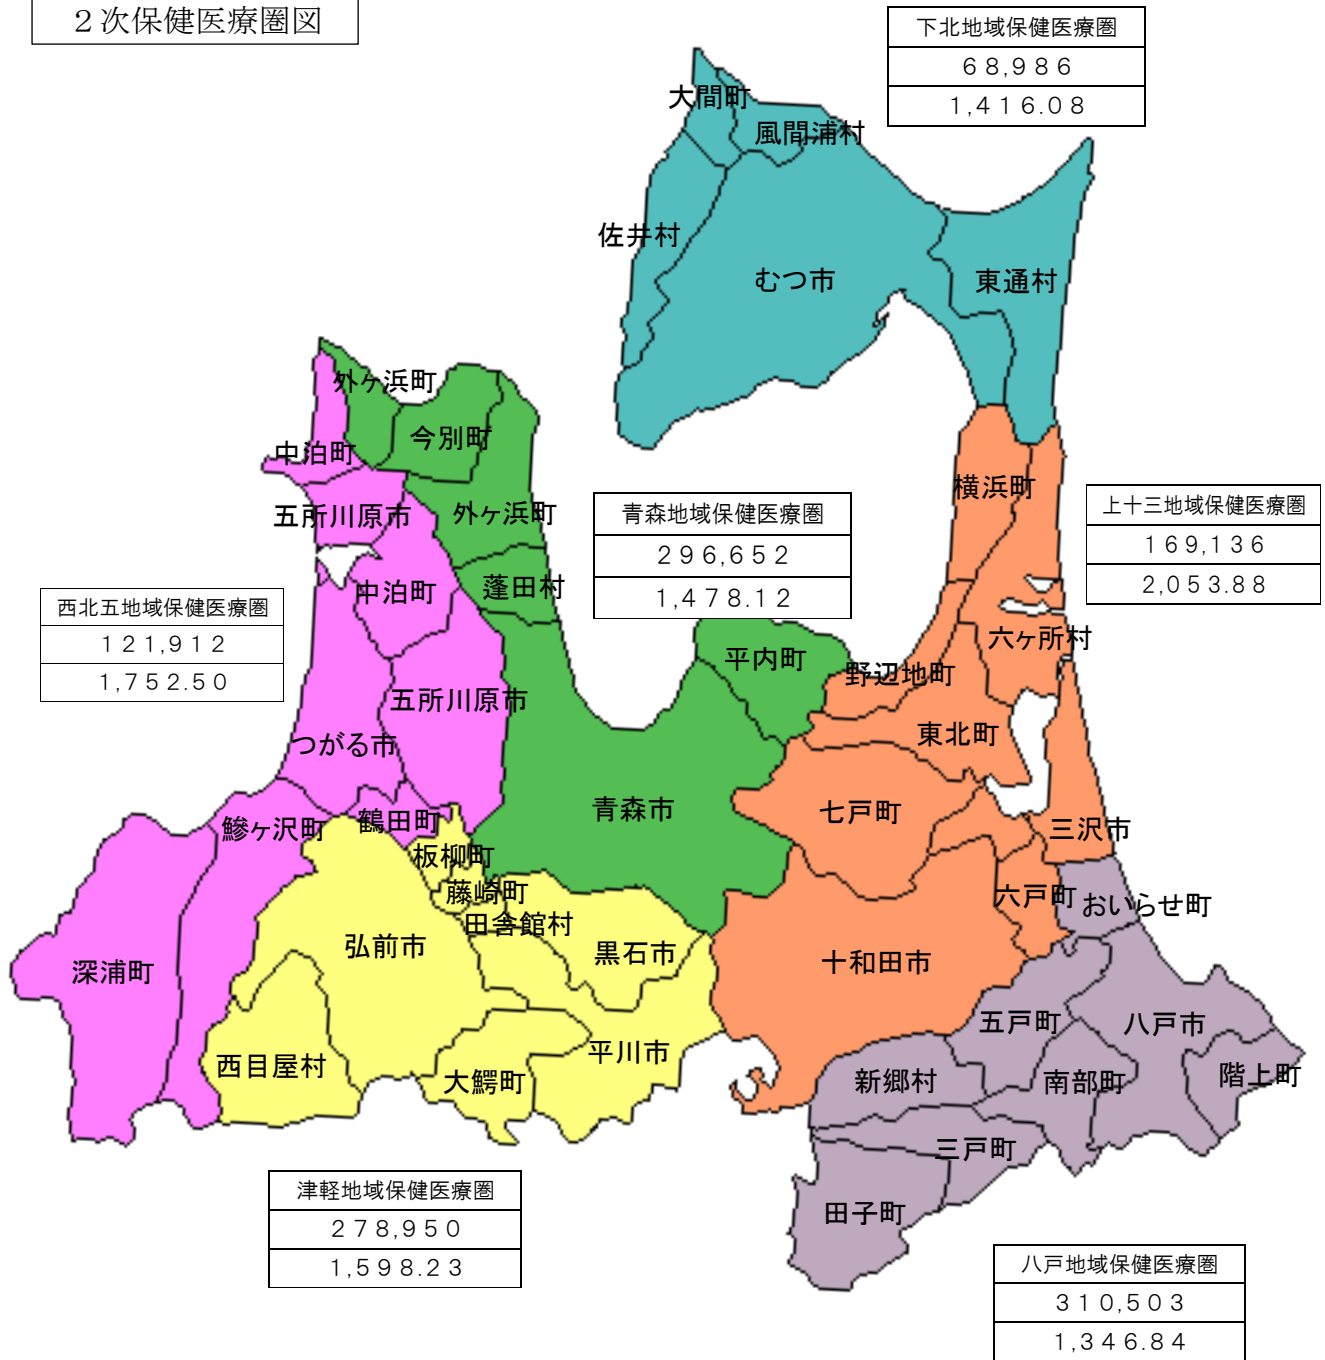 ２次保健医療圏図
下北地域保健医療圏
６８,９８６
１,４１６.０８
大間町
風間浦村
佐井村
むつ市
東通村
外ヶ浜町
今別町
中泊町
横浜町
五所川原市
外ヶ浜町
青森地域保健医療圏
２９６,６５２
１,４７８.１２
上十三地域保健医療圏
１６９,１３６
２,０５３.８８
西北五地域保健医療圏
１２１,９１２
１,７５２.５０
中泊町
蓬田村
六ヶ所村
平内町
野辺地町
五所川原市
つがる市
東北町
青森市
七戸町
鰺ヶ沢町
鶴田町
三沢市
板柳町
藤崎町
六戸町
おいらせ町
田舎館村
弘前市
黒石市
十和田市
深浦町
五戸町
八戸市
西目屋村
大鰐町
平川市
新郷村
南部町
階上町
三戸町
田子町
津軽地域保健医療圏
２７８,９５０
１,５９８.２３
八戸地域保健医療圏
３１０,５０３
１,３４６.８４